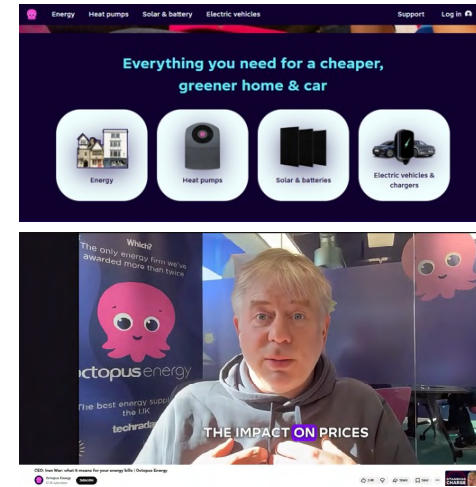 Energy Heat pumps Solar & battery Electric vehicles Support Log in
Everything you need for a cheaper,
greener home & car
Energy
Heat pumps
Solar & batteries
Electric vehicles &
chargers
Which?
The only energy firm we've
awarded more than twice
octopus energy
The best energy
the UK
techradar
THE IMPACT ON PRICES
CEO: Iran War: what it means for your energy bills | Octopus Energy
Octopus Energy
Subscribe
Share
Save
CHARGE